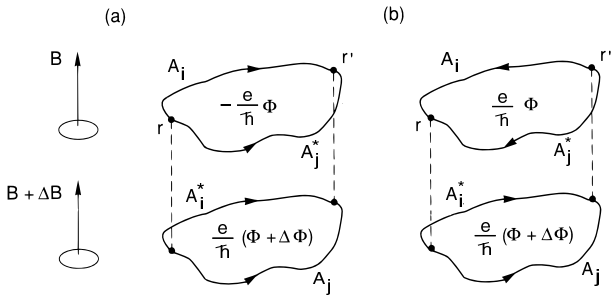 (a) (b)
B A_i r' A_i r'
- e/ħ Φ e/ħ Φ
r A_j^* r A_j^*
B + ΔB A_i^* A_i^*
e/ħ (Φ + ΔΦ) e/ħ (Φ + ΔΦ)
A_j A_j